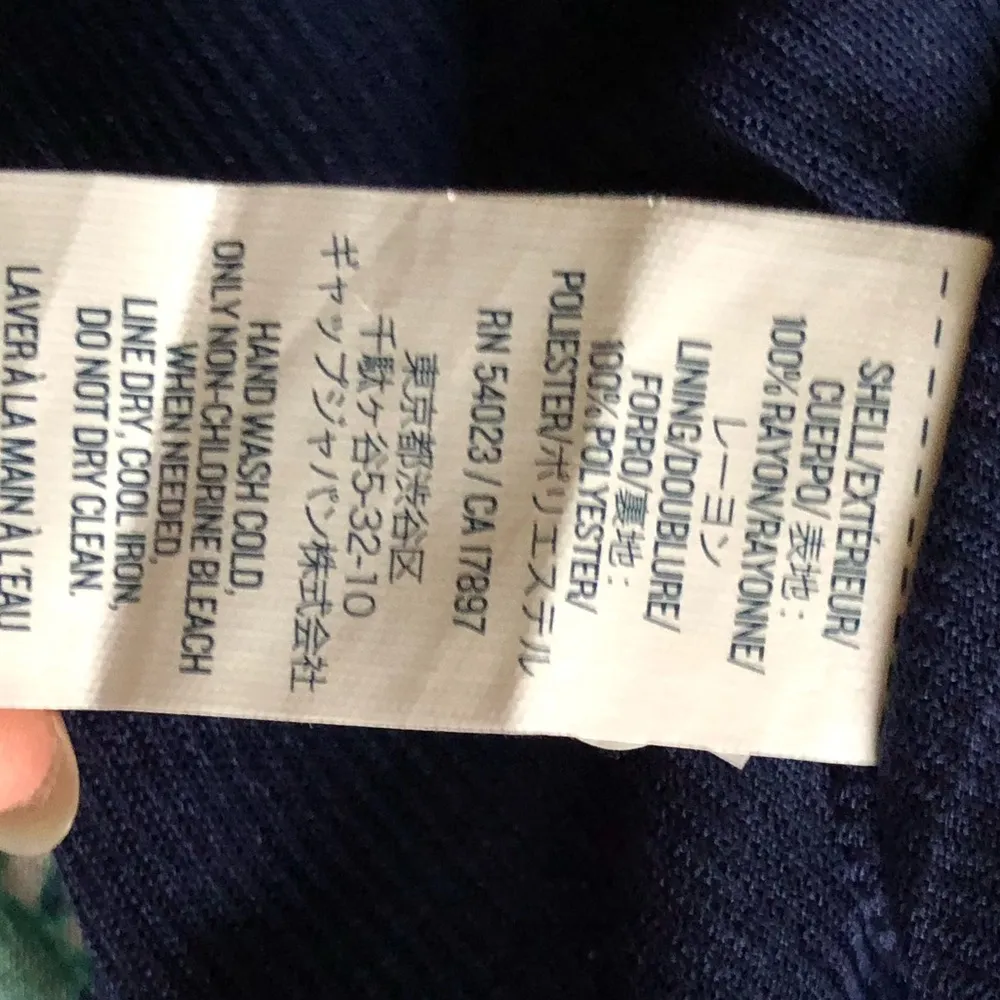 SHELL/EXTÉRIEUR/
CUERPO/ 表地：
100% RAYON/RAYONNE/
レーヨン
LINING/DOUBLURE/
FORRO/裏地：
100% POLYESTER/
POLIESTER/ポリエステル
RN 54023 / CA 17897
東京都渋谷区
千駄ヶ谷5-32-10
ギャップジャパン株式会社
HAND WASH COLD,
ONLY NON-CHLORINE BLEACH
WHEN NEEDED,
LINE DRY, COOL IRON,
DO NOT DRY CLEAN.
LAVER À LA MAIN À L'EAU